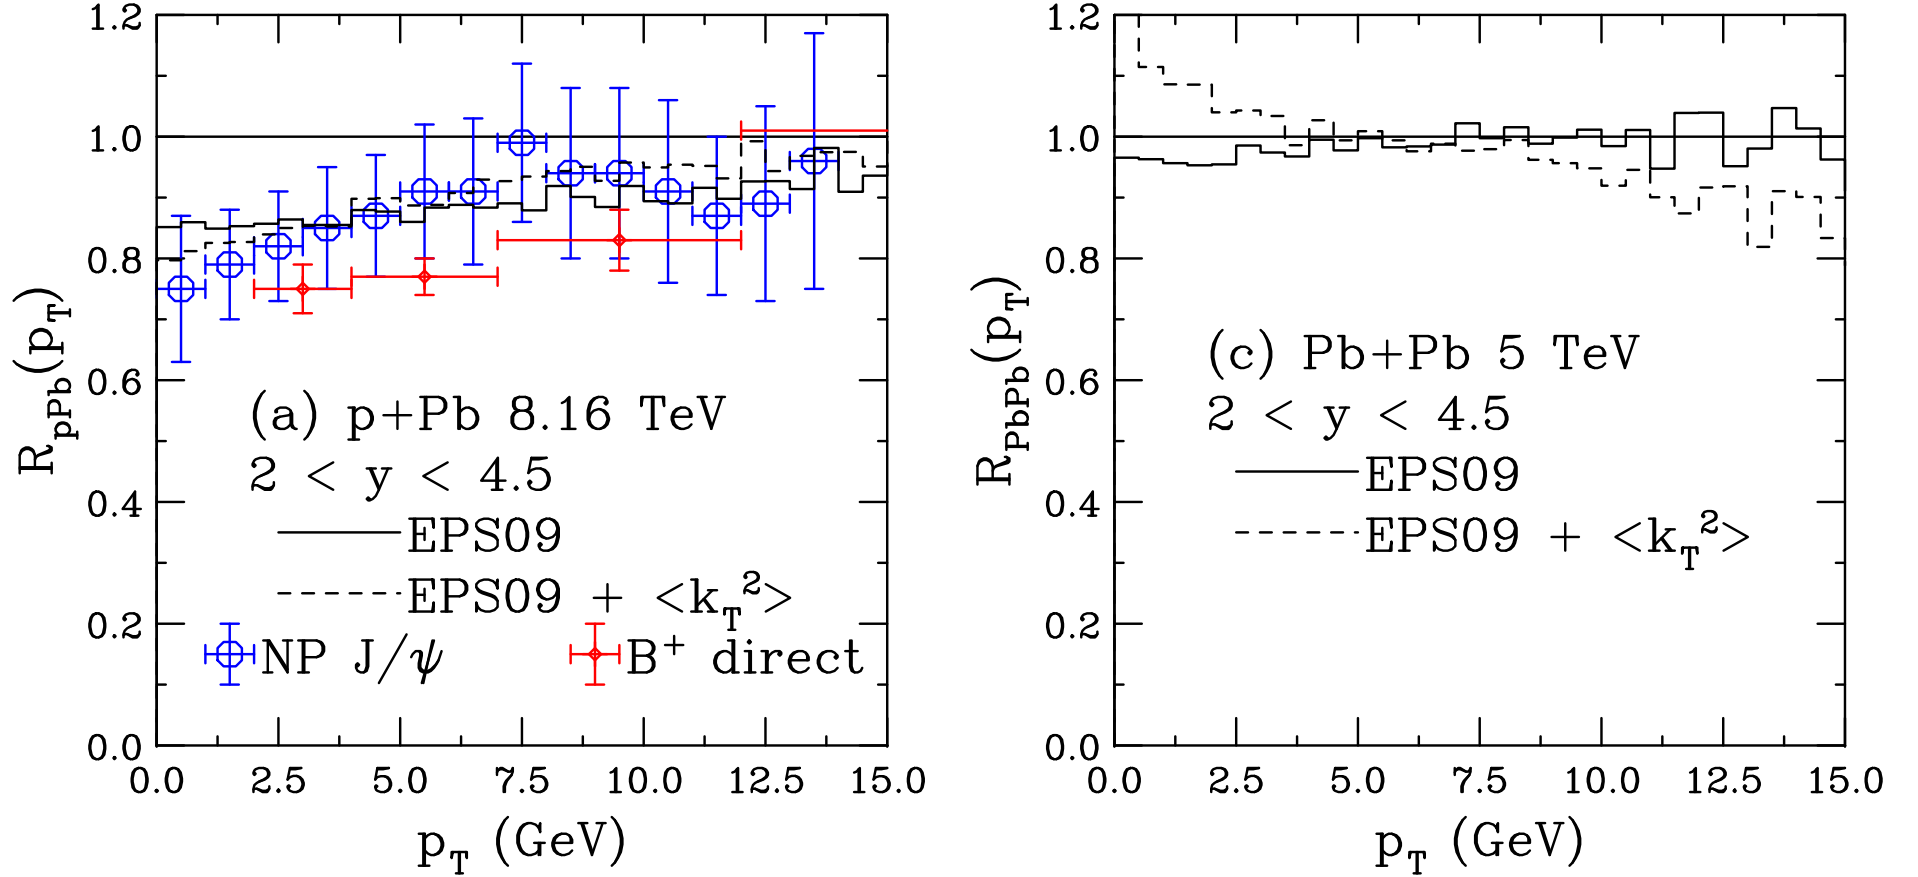 1.2
1.0
0.8
0.6
0.4
0.2
0.0
R_pPb(p_T)
(a) p+Pb 8.16 TeV
2 < y < 4.5
EPS09
EPS09 + <k_T^2>
NP J/ψ
B^+ direct
0.0 2.5 5.0 7.5 10.0 12.5 15.0
p_T (GeV)
1.2
1.0
0.8
0.6
0.4
0.2
0.0
R_PbPb(p_T)
(c) Pb+Pb 5 TeV
2 < y < 4.5
EPS09
EPS09 + <k_T^2>
0.0 2.5 5.0 7.5 10.0 12.5 15.0
p_T (GeV)